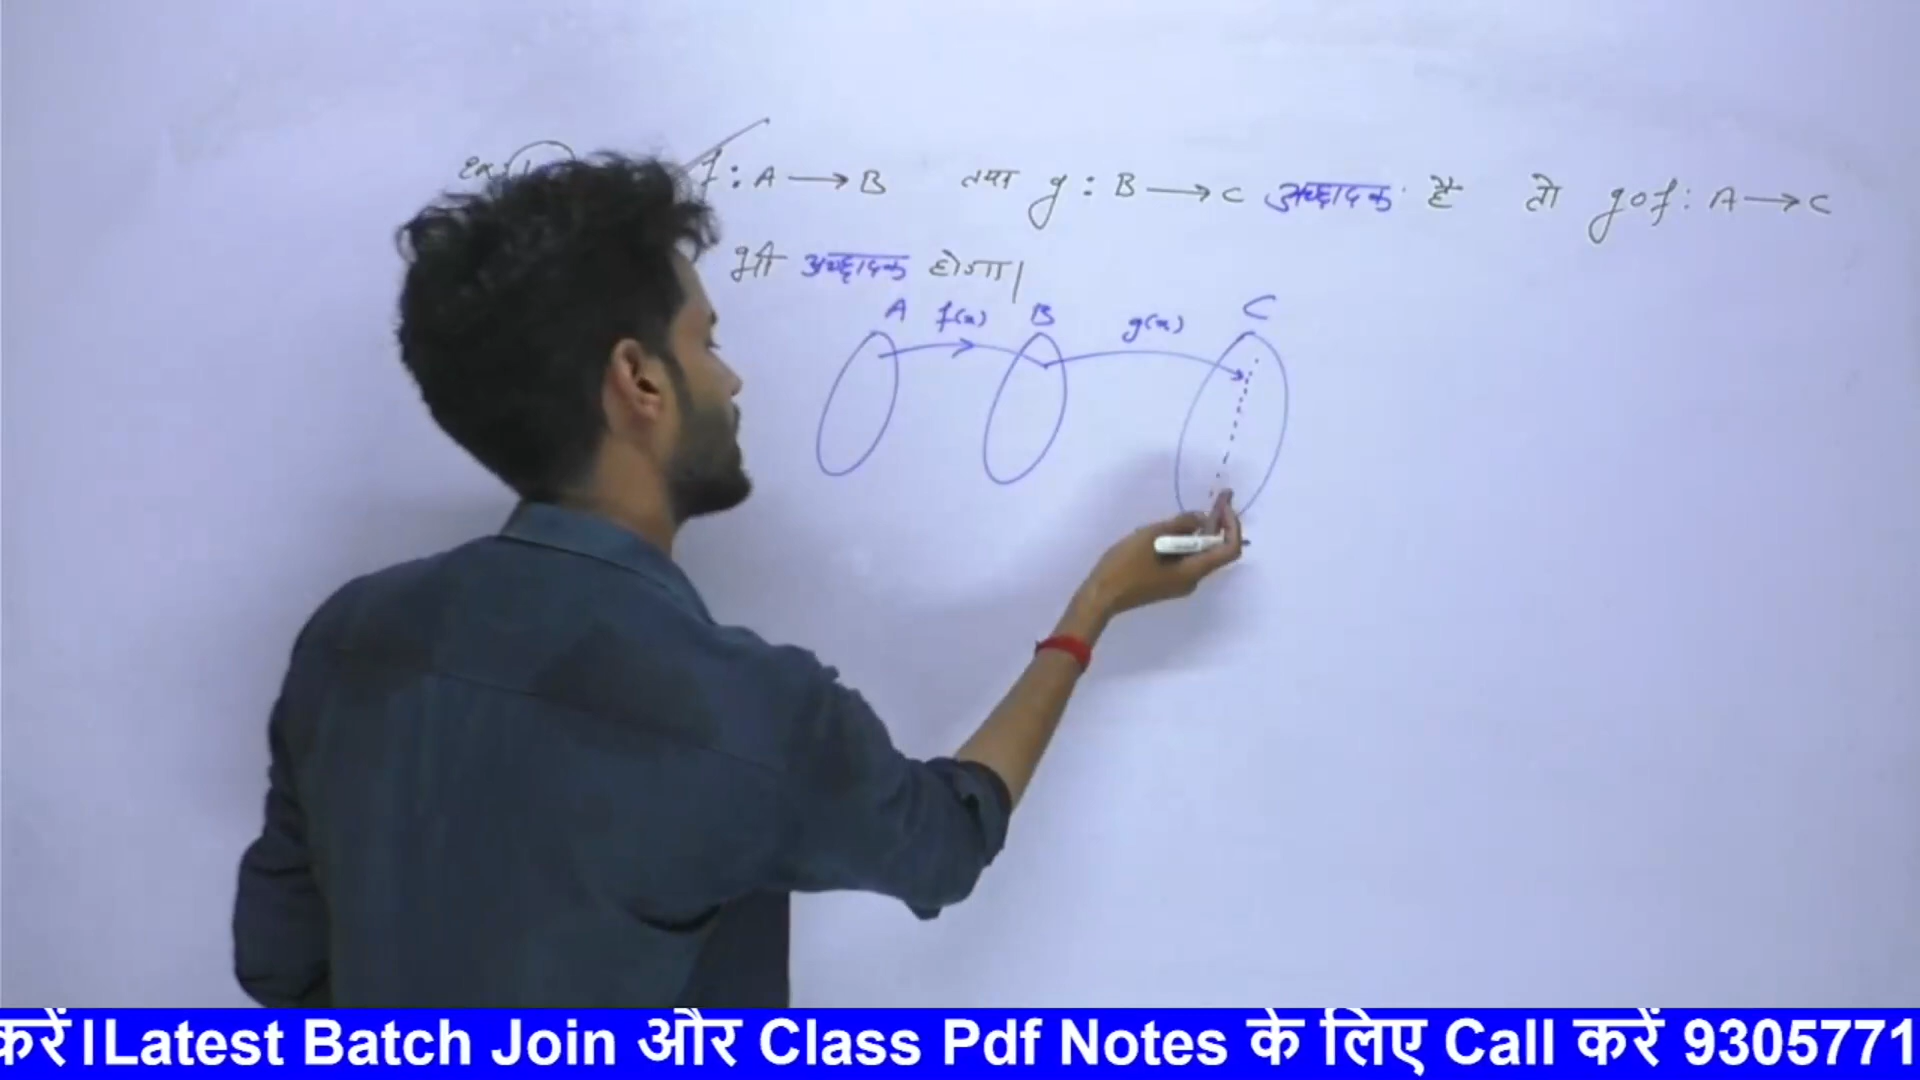 f : A → B तथा g : B → C आच्छादक है तो gof : A → C
भी आच्छादक होगा।
A f(x) B g(x) C
करें।Latest Batch Join और Class Pdf Notes के लिए Call करें 9305771